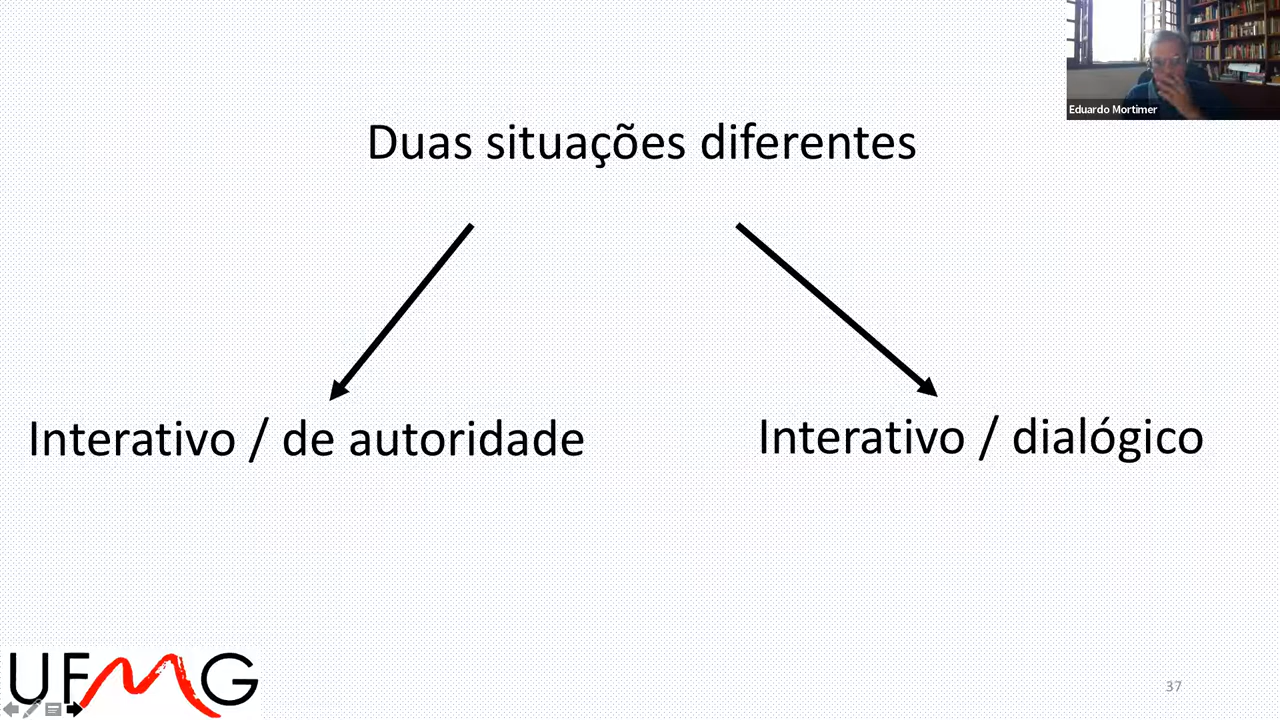 Eduardo Mortimer
Duas situações diferentes
Interativo / de autoridade
Interativo / dialógico
UFMG
37